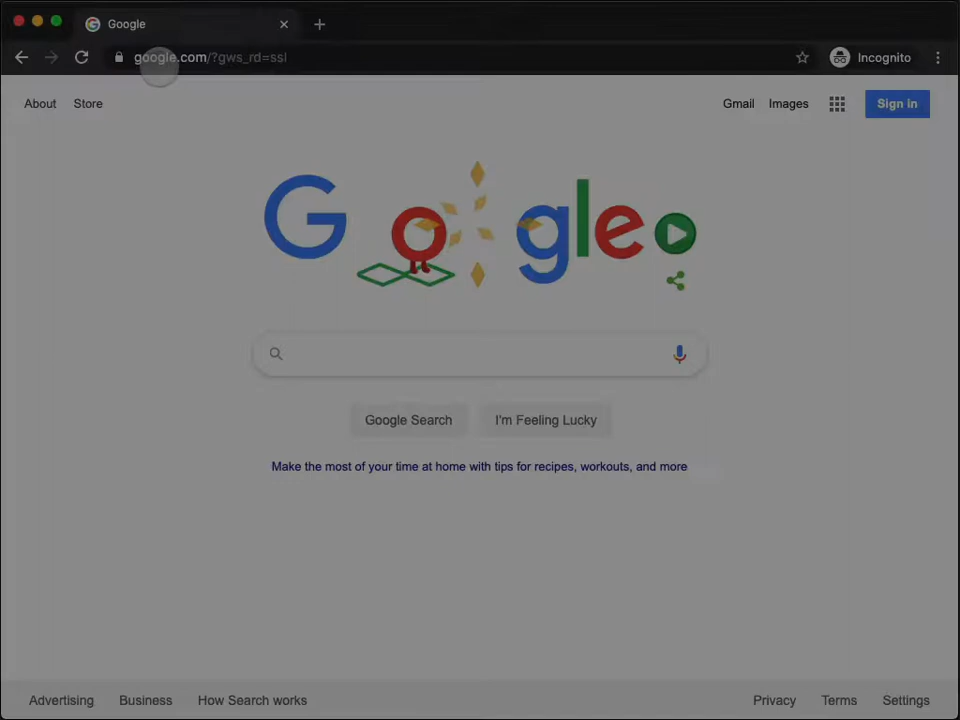 Google
google.com/?gws_rd=ssl
Incognito
About Store
Gmail Images Sign in
Google
Google Search I'm Feeling Lucky
Make the most of your time at home with tips for recipes, workouts, and more
Advertising Business How Search works
Privacy Terms Settings